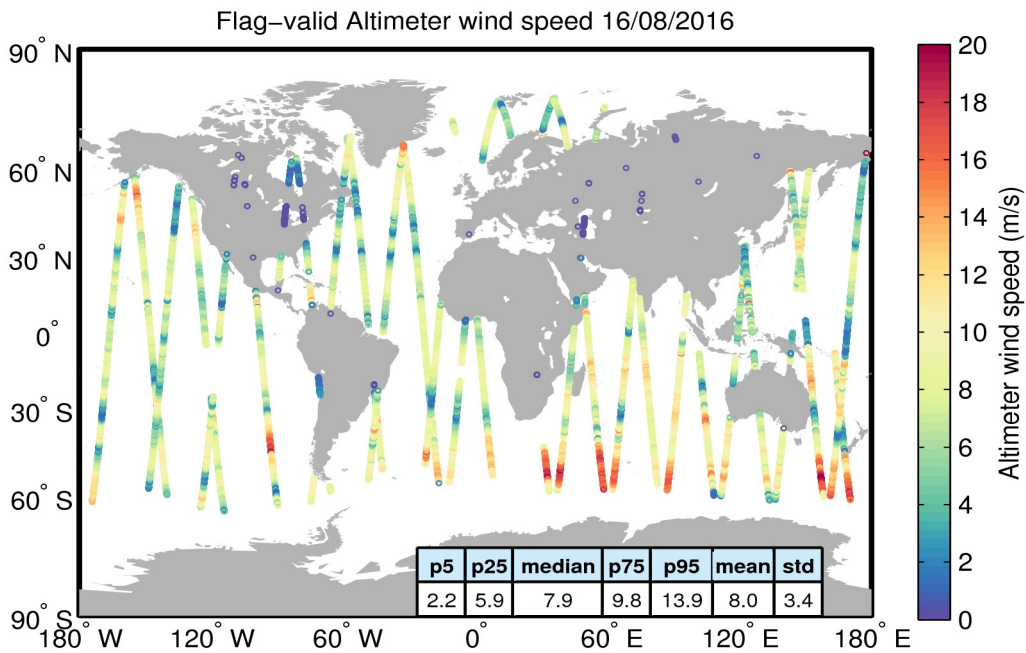 Flag−valid Altimeter wind speed 16/08/2016
90° N
60° N
30° N
0°
30° S
60° S
90° S
180° W
120° W
60° W
0°
60° E
120° E
180° E
p5 p25 median p75 p95 mean std
2.2 5.9 7.9 9.8 13.9 8.0 3.4
20
18
16
14
12
10
8
6
4
2
0
Altimeter wind speed (m/s)